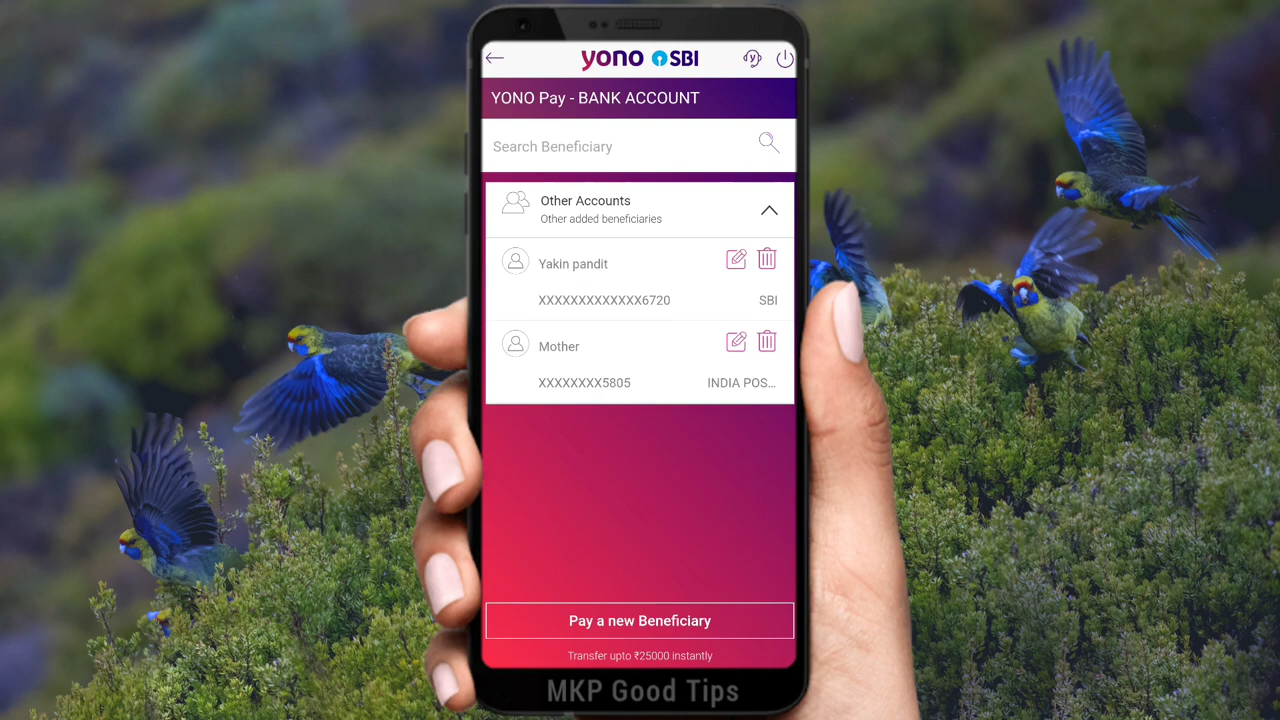 yono SBI
YONO Pay - BANK ACCOUNT
Search Beneficiary
Other Accounts
Other added beneficiaries
Yakin pandit
XXXXXXXXXXXXX6720 SBI
Mother
XXXXXXXX5805 INDIA POS...
Pay a new Beneficiary
Transfer upto ₹25000 instantly
MKP Good Tips